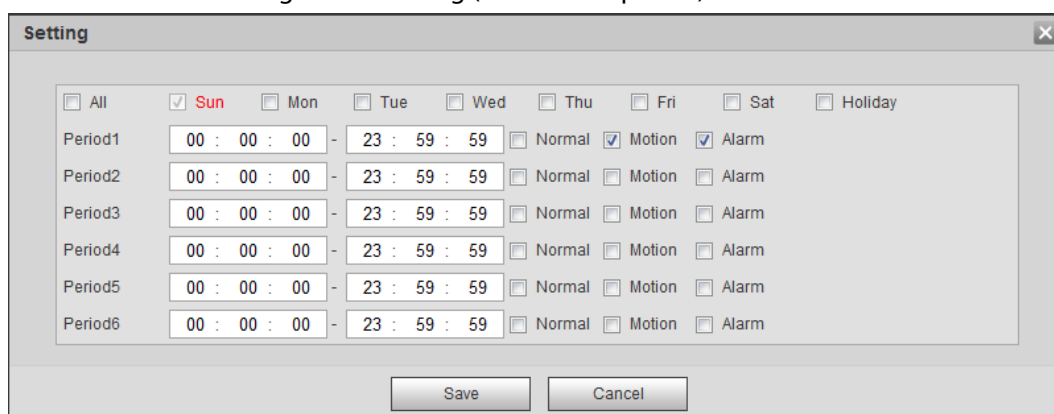 Setting
All Sun Mon Tue Wed Thu Fri Sat Holiday
Period1 00 : 00 : 00 - 23 : 59 : 59 Normal Motion Alarm
Period2 00 : 00 : 00 - 23 : 59 : 59 Normal Motion Alarm
Period3 00 : 00 : 00 - 23 : 59 : 59 Normal Motion Alarm
Period4 00 : 00 : 00 - 23 : 59 : 59 Normal Motion Alarm
Period5 00 : 00 : 00 - 23 : 59 : 59 Normal Motion Alarm
Period6 00 : 00 : 00 - 23 : 59 : 59 Normal Motion Alarm
Save Cancel